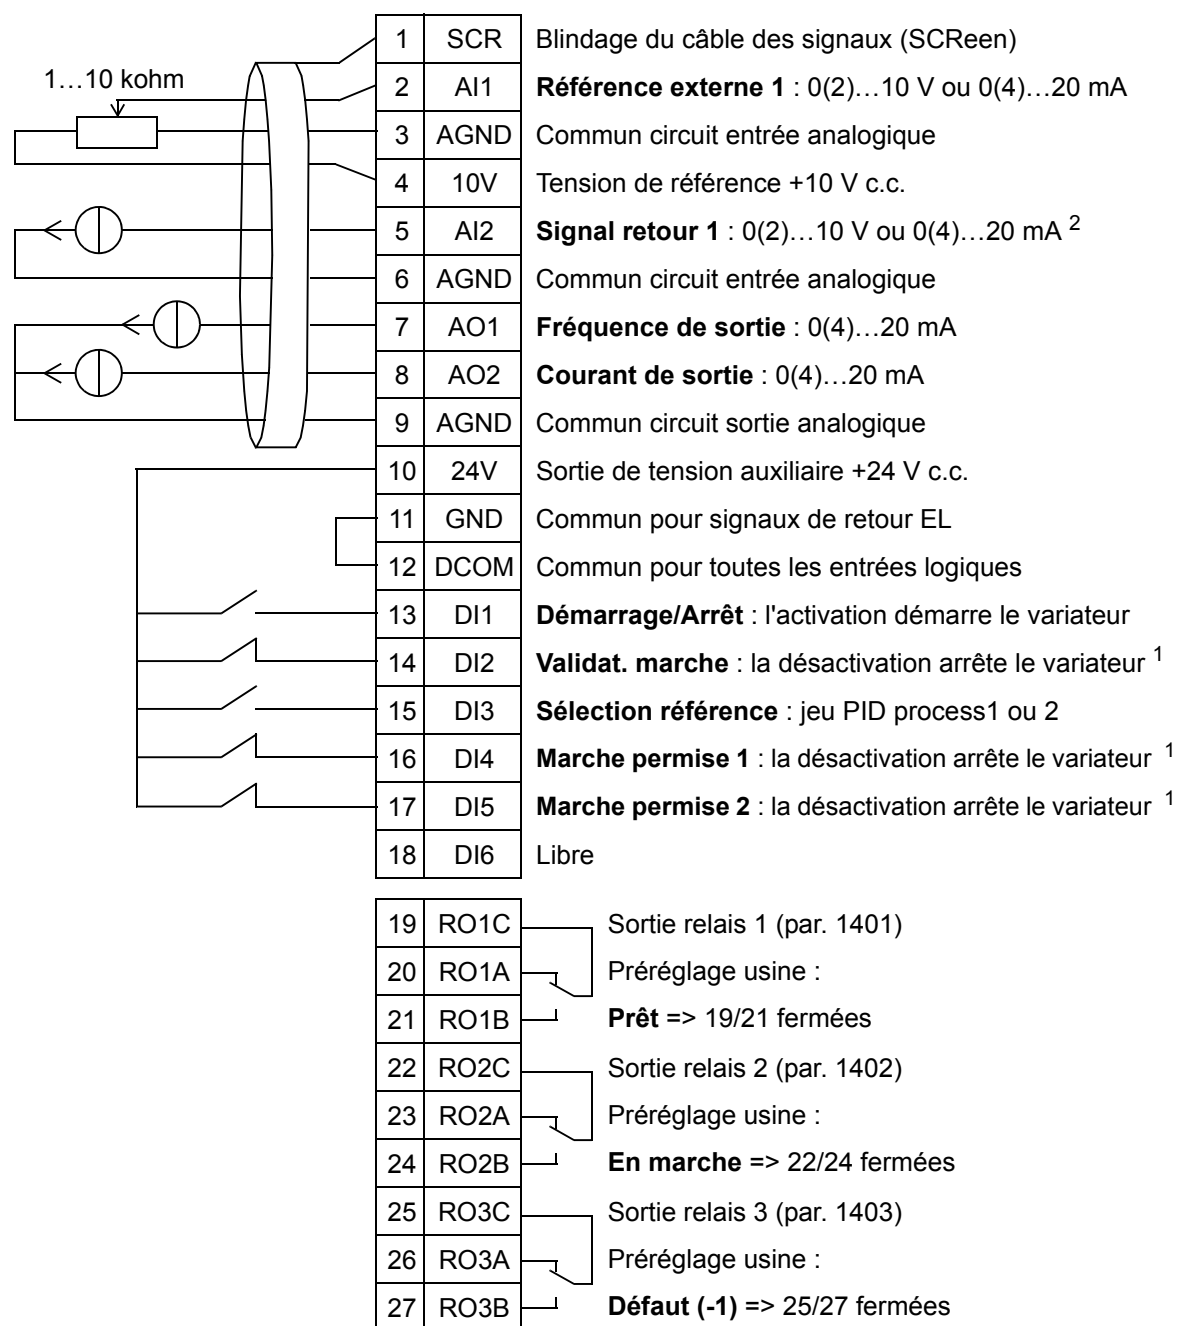 1…10 kohm
1 SCR Blindage du câble des signaux (SCReen)
2 AI1 Référence externe 1 : 0(2)…10 V ou 0(4)…20 mA
3 AGND Commun circuit entrée analogique
4 10V Tension de référence +10 V c.c.
5 AI2 Signal retour 1 : 0(2)…10 V ou 0(4)…20 mA 2
6 AGND Commun circuit entrée analogique
7 AO1 Fréquence de sortie : 0(4)…20 mA
8 AO2 Courant de sortie : 0(4)…20 mA
9 AGND Commun circuit sortie analogique
10 24V Sortie de tension auxiliaire +24 V c.c.
11 GND Commun pour signaux de retour EL
12 DCOM Commun pour toutes les entrées logiques
13 DI1 Démarrage/Arrêt : l'activation démarre le variateur
14 DI2 Validat. marche : la désactivation arrête le variateur 1
15 DI3 Sélection référence : jeu PID process1 ou 2
16 DI4 Marche permise 1 : la désactivation arrête le variateur 1
17 DI5 Marche permise 2 : la désactivation arrête le variateur 1
18 DI6 Libre
19 RO1C Sortie relais 1 (par. 1401)
20 RO1A Préréglage usine :
21 RO1B Prêt => 19/21 fermées
22 RO2C Sortie relais 2 (par. 1402)
23 RO2A Préréglage usine :
24 RO2B En marche => 22/24 fermées
25 RO3C Sortie relais 3 (par. 1403)
26 RO3A Préréglage usine :
27 RO3B Défaut (-1) => 25/27 fermées